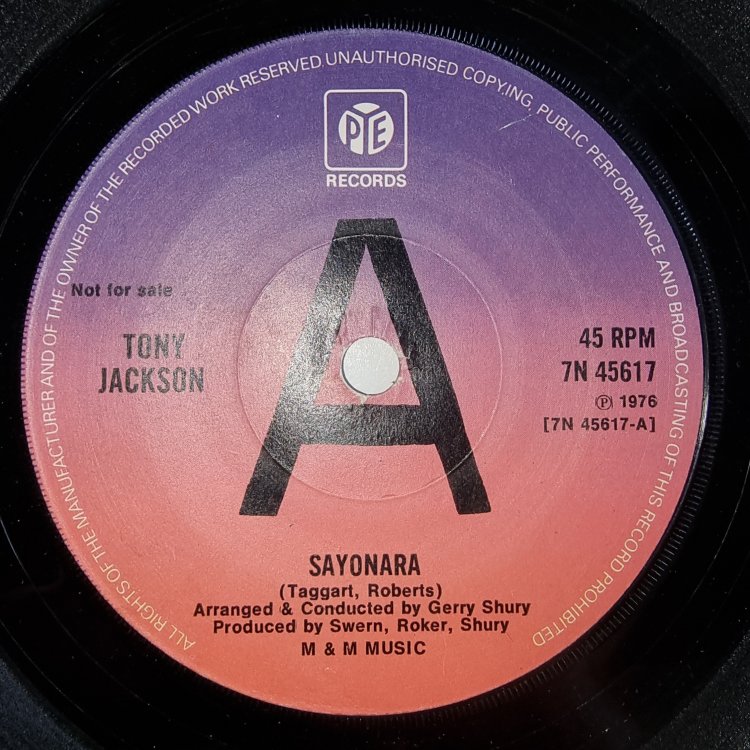 ALL RIGHTS OF THE MANUFACTURER AND OF THE OWNER OF THE RECORDED WORK RESERVED. UNAUTHORISED COPYING, PUBLIC PERFORMANCE AND BROADCASTING OF THIS RECORD PROHIBITED
PYE
RECORDS
A
Not for sale
TONY
JACKSON
45 RPM
7N 45617
Ⓟ 1976
[7N 45617-A]
SAYONARA
(Taggart, Roberts)
Arranged & Conducted by Gerry Shury
Produced by Swern, Roker, Shury
M & M MUSIC